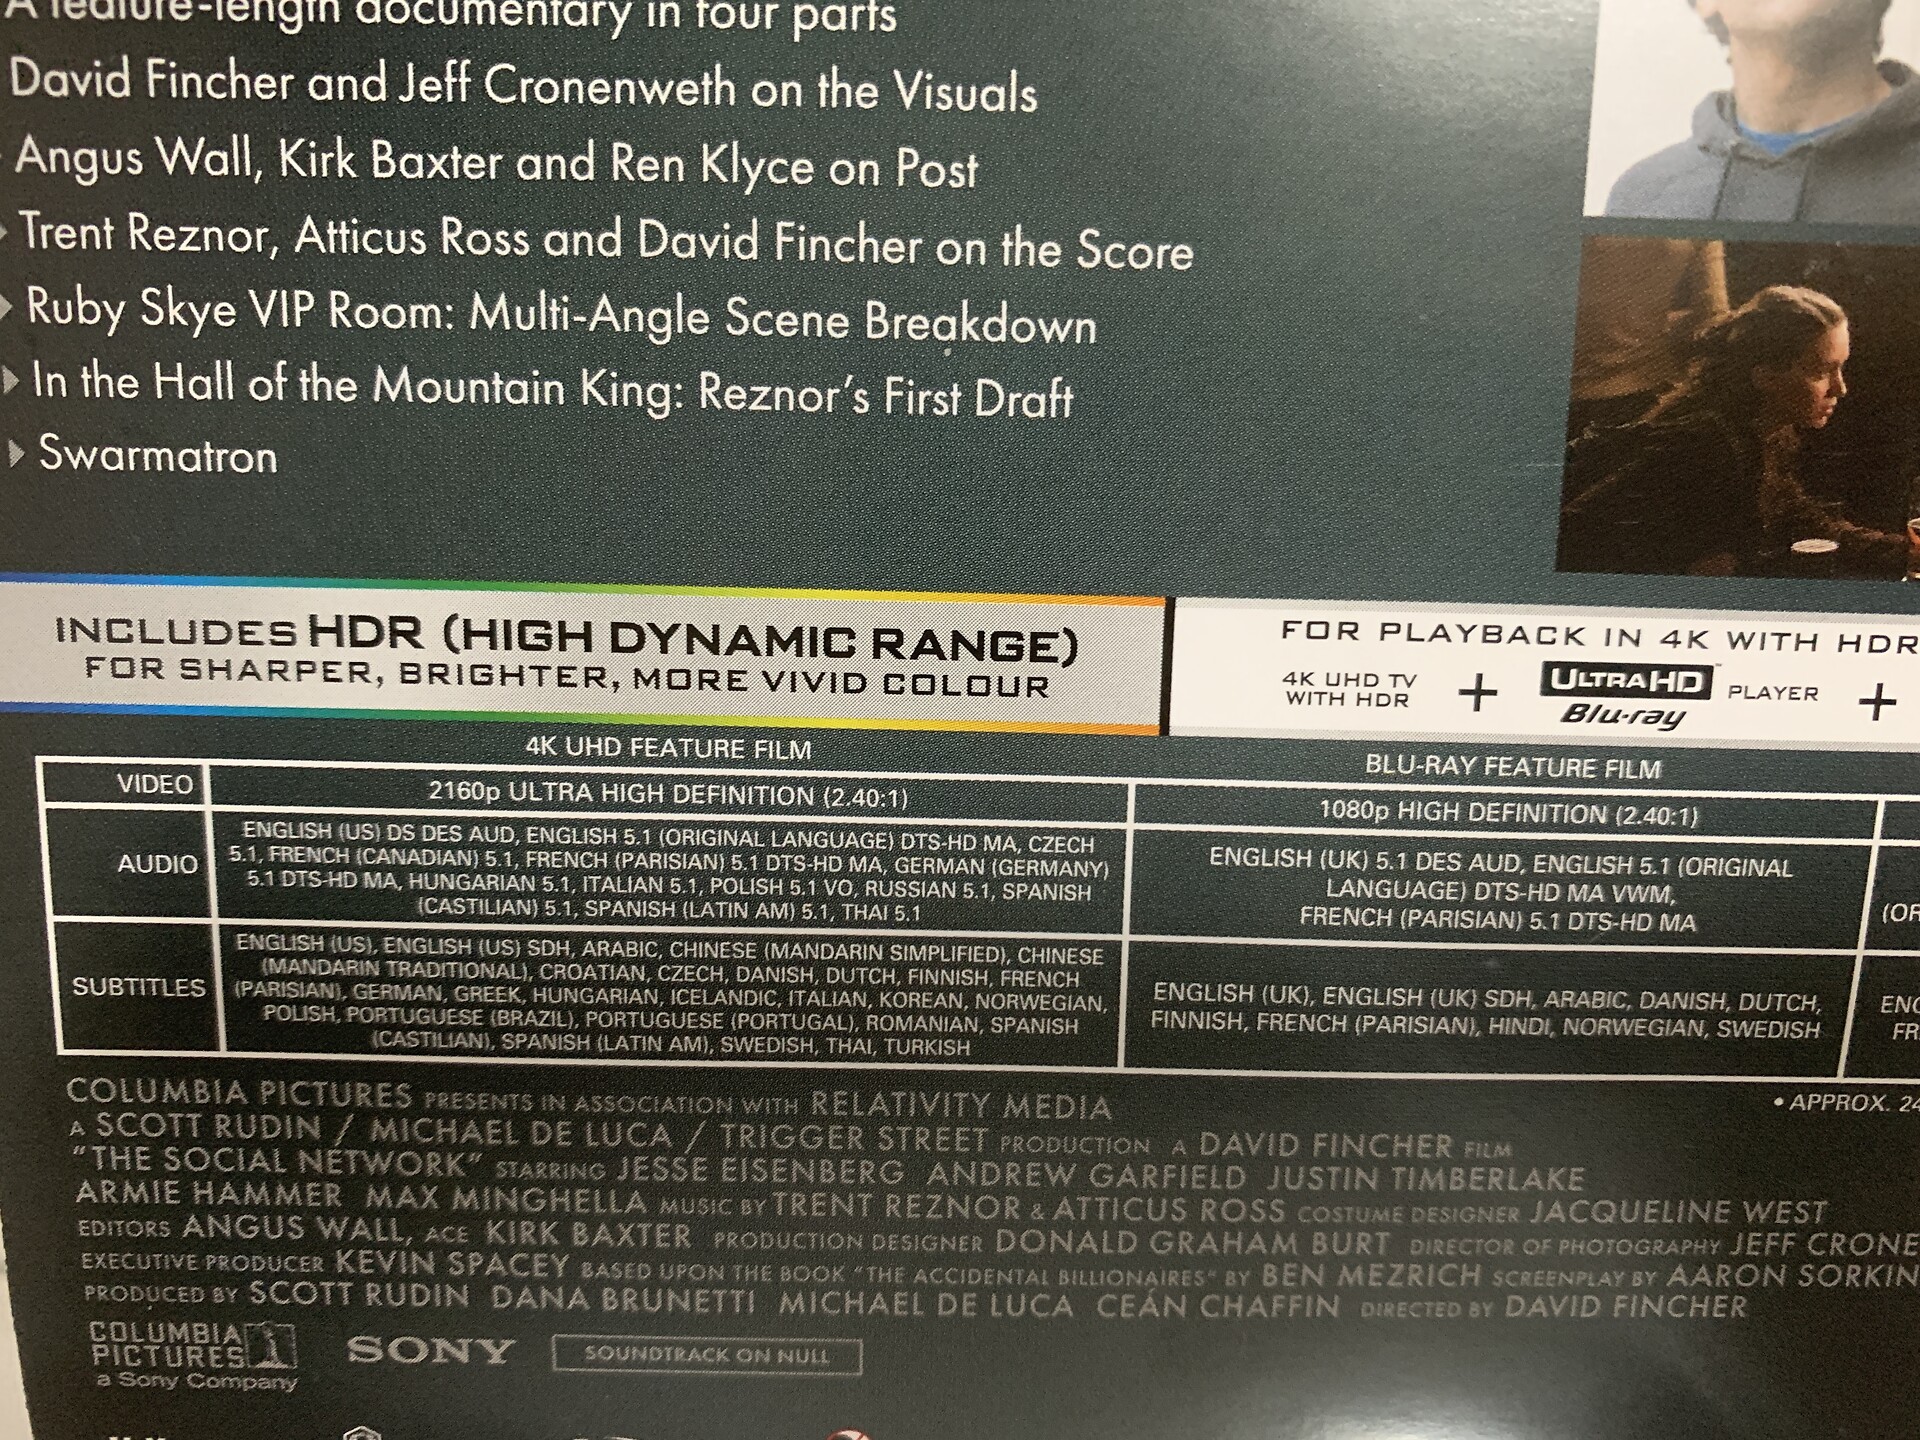 A feature-length documentary in four parts
David Fincher and Jeff Cronenweth on the Visuals
Angus Wall, Kirk Baxter and Ren Klyce on Post
Trent Reznor, Atticus Ross and David Fincher on the Score
Ruby Skye VIP Room: Multi-Angle Scene Breakdown
In the Hall of the Mountain King: Reznor's First Draft
Swarmatron
INCLUDES HDR (HIGH DYNAMIC RANGE)
FOR SHARPER, BRIGHTER, MORE VIVID COLOUR
FOR PLAYBACK IN 4K WITH HDR
4K UHD TV
WITH HDR
+
ULTRA HD
Blu-ray
PLAYER
+
4K UHD FEATURE FILM
BLU-RAY FEATURE FILM
VIDEO
2160p ULTRA HIGH DEFINITION (2.40:1)
1080p HIGH DEFINITION (2.40:1)
AUDIO
ENGLISH (US) DS DES AUD, ENGLISH 5.1 (ORIGINAL LANGUAGE) DTS-HD MA, CZECH
5.1, FRENCH (CANADIAN) 5.1, FRENCH (PARISIAN) 5.1 DTS-HD MA, GERMAN (GERMANY)
5.1 DTS-HD MA, HUNGARIAN 5.1, ITALIAN 5.1, POLISH 5.1 VO, RUSSIAN 5.1, SPANISH
(CASTILIAN) 5.1, SPANISH (LATIN AM) 5.1, THAI 5.1
ENGLISH (UK) 5.1 DES AUD, ENGLISH 5.1 (ORIGINAL
LANGUAGE) DTS-HD MA VWM,
FRENCH (PARISIAN) 5.1 DTS-HD MA
(OR
SUBTITLES
ENGLISH (US), ENGLISH (US) SDH, ARABIC, CHINESE (MANDARIN SIMPLIFIED), CHINESE
(MANDARIN TRADITIONAL), CROATIAN, CZECH, DANISH, DUTCH, FINNISH, FRENCH
(PARISIAN), GERMAN, GREEK, HUNGARIAN, ICELANDIC, ITALIAN, KOREAN, NORWEGIAN,
POLISH, PORTUGUESE (BRAZIL), PORTUGUESE (PORTUGAL), ROMANIAN, SPANISH
(CASTILIAN), SPANISH (LATIN AM), SWEDISH, THAI, TURKISH
ENGLISH (UK), ENGLISH (UK) SDH, ARABIC, DANISH, DUTCH,
FINNISH, FRENCH (PARISIAN), HINDI, NORWEGIAN, SWEDISH
ENG
FR
• APPROX. 24
COLUMBIA PICTURES PRESENTS IN ASSOCIATION WITH RELATIVITY MEDIA
A SCOTT RUDIN / MICHAEL DE LUCA / TRIGGER STREET PRODUCTION A DAVID FINCHER FILM
"THE SOCIAL NETWORK" STARRING JESSE EISENBERG ANDREW GARFIELD JUSTIN TIMBERLAKE
ARMIE HAMMER MAX MINGHELLA MUSIC BY TRENT REZNOR & ATTICUS ROSS COSTUME DESIGNER JACQUELINE WEST
EDITORS ANGUS WALL, ACE KIRK BAXTER PRODUCTION DESIGNER DONALD GRAHAM BURT DIRECTOR OF PHOTOGRAPHY JEFF CRONE
EXECUTIVE PRODUCER KEVIN SPACEY BASED UPON THE BOOK "THE ACCIDENTAL BILLIONAIRES" BY BEN MEZRICH SCREENPLAY BY AARON SORKIN
PRODUCED BY SCOTT RUDIN DANA BRUNETTI MICHAEL DE LUCA CEÁN CHAFFIN DIRECTED BY DAVID FINCHER
COLUMBIA
PICTURES
a Sony Company
SONY
SOUNDTRACK ON NULL